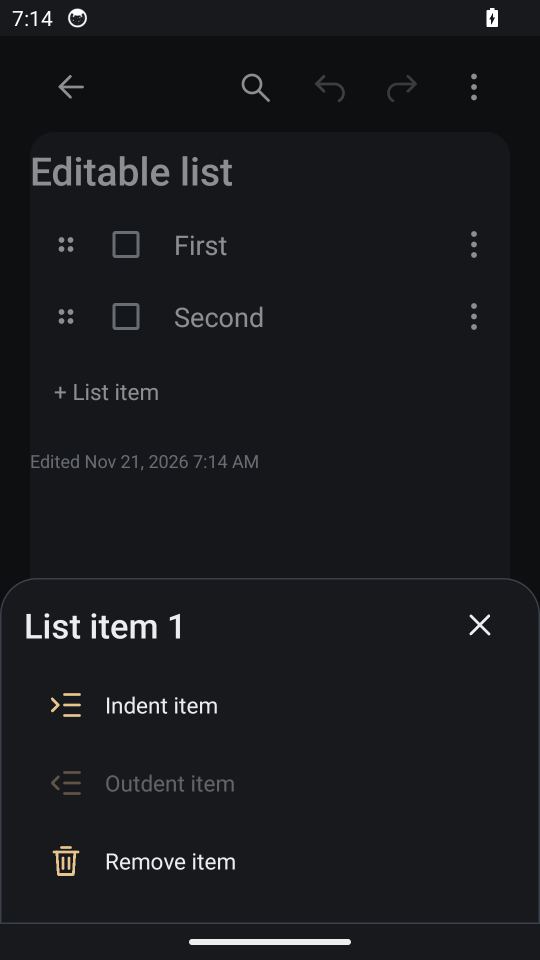 7:14
Editable list
First
Second
+ List item
Edited Nov 21, 2026 7:14 AM
List item 1
Indent item
Outdent item
Remove item